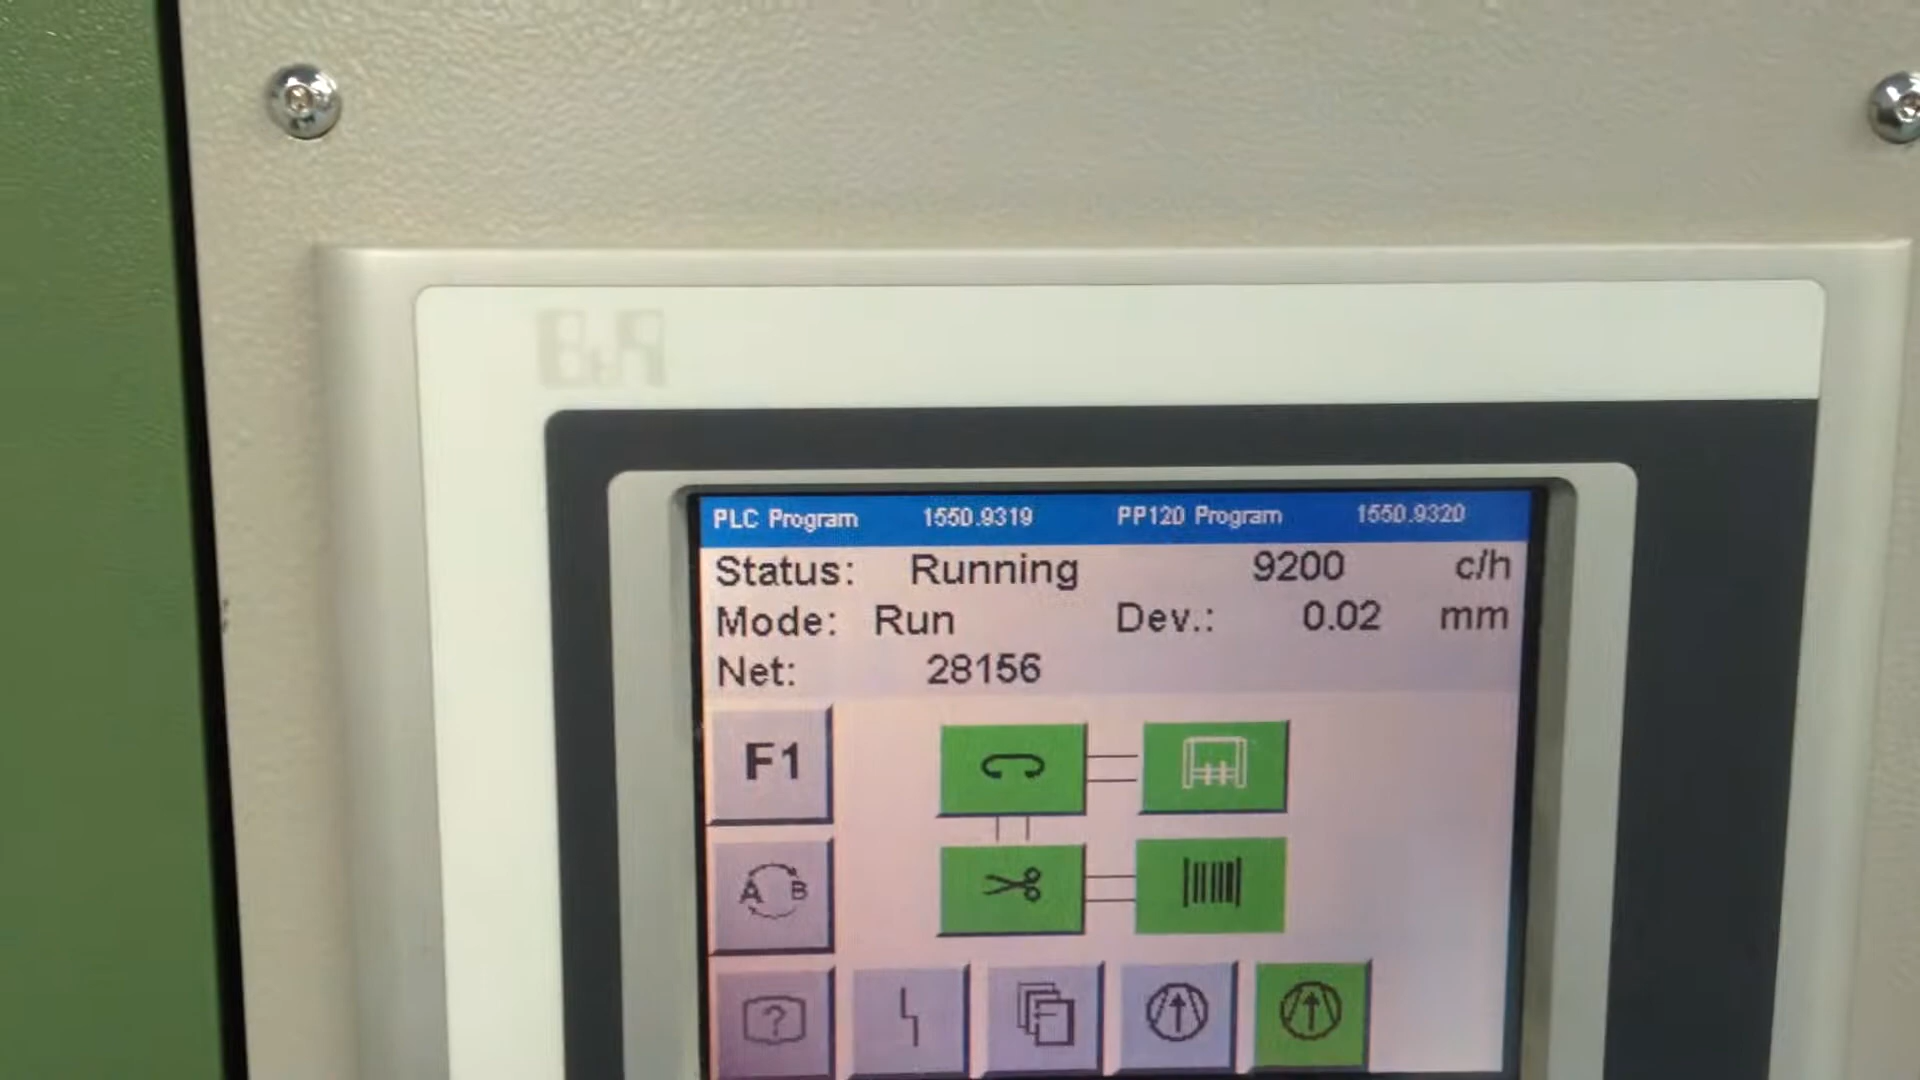 B&R
PLC Program 1550.9319 PP120 Program 1550.9320
Status: Running 9200 c/h
Mode: Run Dev.: 0.02 mm
Net: 28156
F1
A B
?